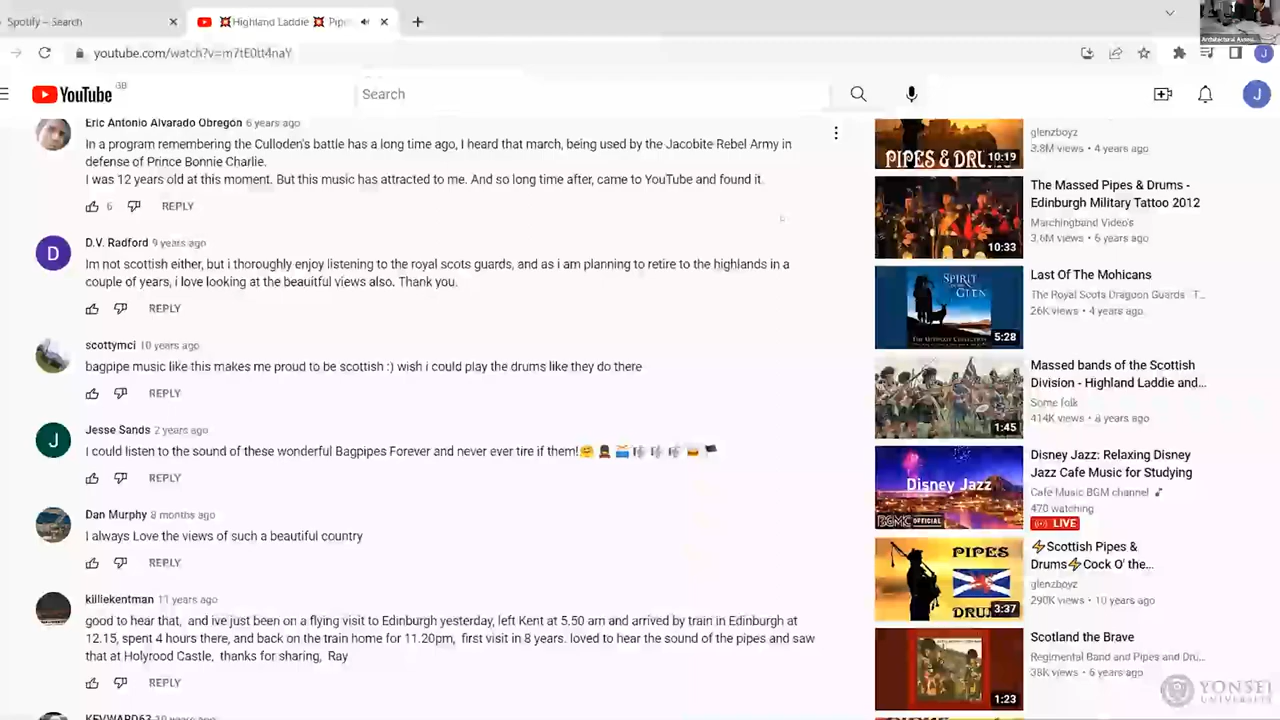 Spotify – Search
💥Highland Laddie 💥 Pipe
youtube.com/watch?v=m7tE0tt4naY
YouTube GB
Search
J
Eric Antonio Alvarado Obregon 6 years ago
In a program remembering the Culloden's battle has a long time ago, I heard that march, being used by the Jacobite Rebel Army in
defense of Prince Bonnie Charlie.
I was 12 years old at this moment. But this music has attracted to me. And so long time after, came to YouTube and found it.
6 REPLY
D
D.V. Radford 9 years ago
Im not scottish either, but i thoroughly enjoy listening to the royal scots guards, and as i am planning to retire to the highlands in a
couple of years, i love looking at the beauitful views also. Thank you.
REPLY
scottymci 10 years ago
bagpipe music like this makes me proud to be scottish :) wish i could play the drums like they do there
REPLY
J
Jesse Sands 2 years ago
I could listen to the sound of these wonderful Bagpipes Forever and never ever tire if them!
REPLY
Dan Murphy 8 months ago
I always Love the views of such a beautiful country
REPLY
killiekentman 11 years ago
good to hear that, and ive just been on a flying visit to Edinburgh yesterday, left Kent at 5.50 am and arrived by train in Edinburgh at
12.15, spent 4 hours there, and back on the train home for 11.20pm, first visit in 8 years. loved to hear the sound of the pipes and saw
that at Holyrood Castle, thanks for sharing, Ray
REPLY
KEVWARD63
PIPES & DRU
10:19
glenzboyz
3.8M views • 4 years ago
10:33
The Massed Pipes & Drums -
Edinburgh Military Tattoo 2012
Marchingband Video's
3.6M views • 6 years ago
SPIRIT
OF THE
GLEN
THE ULTIMATE COLLECTION
5:28
Last Of The Mohicans
The Royal Scots Dragoon Guards - T...
26K views • 4 years ago
1:45
Massed bands of the Scottish
Division - Highland Laddie and...
Some folk
414K views • 8 years ago
Disney Jazz
BGMC OFFICIAL
Disney Jazz: Relaxing Disney
Jazz Cafe Music for Studying
Cafe Music BGM channel
470 watching
LIVE
PIPES
DRU
3:37
⚡Scottish Pipes &
Drums⚡Cock O' the...
glenzboyz
290K views • 10 years ago
1:23
Scotland the Brave
Regimental Band and Pipes and Dru...
38K views • 6 years ago
YONSEI
UNIVERSITY